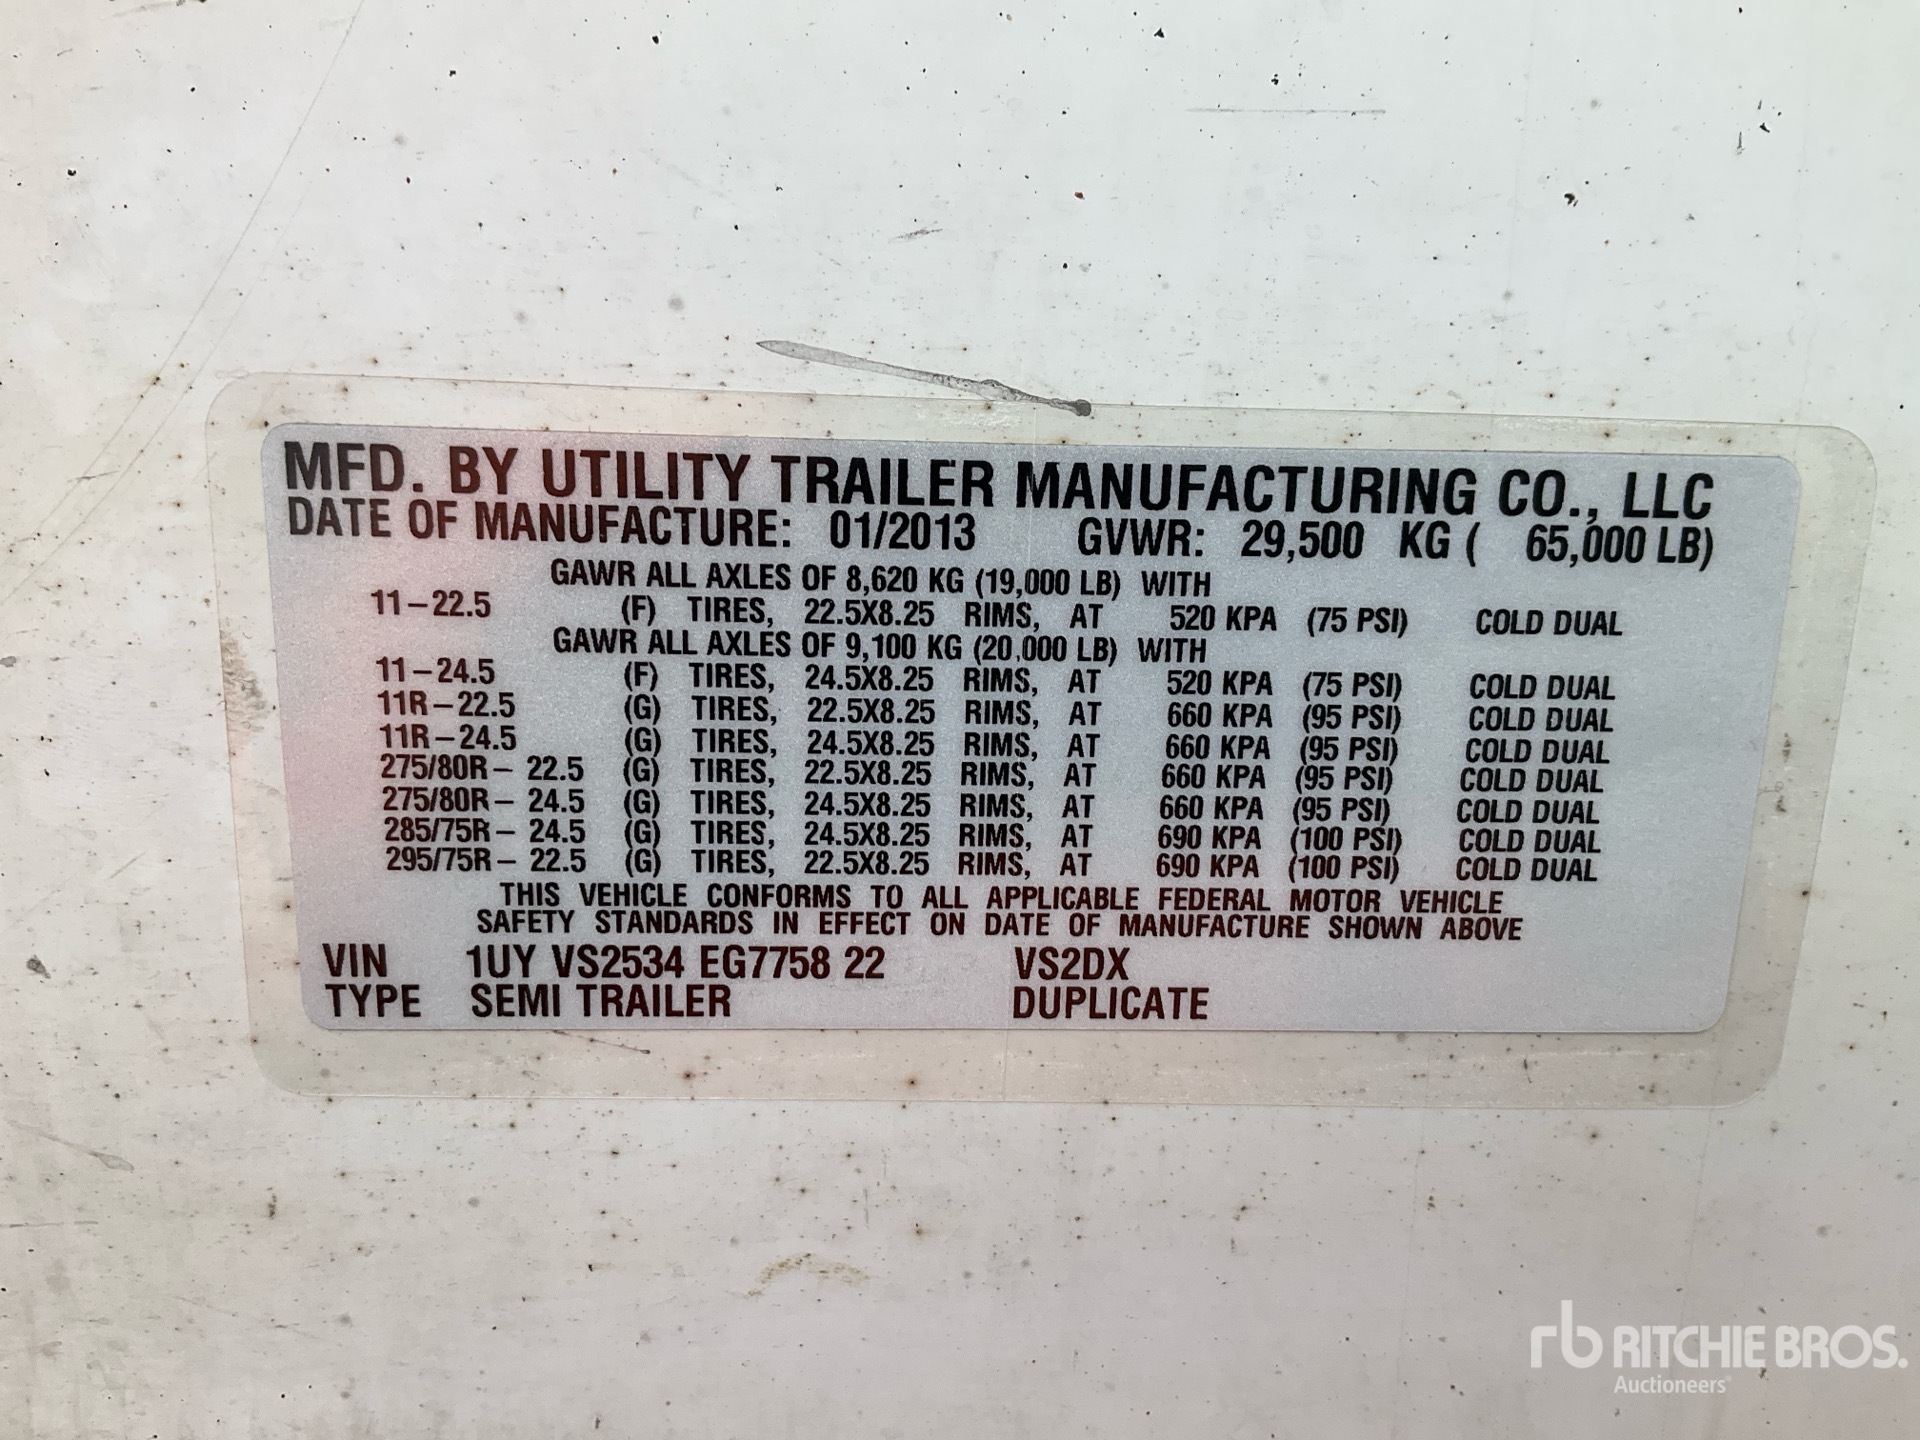 MFD. BY UTILITY TRAILER MANUFACTURING CO., LLC
DATE OF MANUFACTURE: 01/2013 GVWR: 29,500 KG ( 65,000 LB)
GAWR ALL AXLES OF 8,620 KG (19,000 LB) WITH
11-22.5 (F) TIRES, 22.5X8.25 RIMS, AT 520 KPA (75 PSI) COLD DUAL
GAWR ALL AXLES OF 9,100 KG (20,000 LB) WITH
11-24.5 (F) TIRES, 24.5X8.25 RIMS, AT 520 KPA (75 PSI) COLD DUAL
11R-22.5 (G) TIRES, 22.5X8.25 RIMS, AT 660 KPA (95 PSI) COLD DUAL
11R-24.5 (G) TIRES, 24.5X8.25 RIMS, AT 660 KPA (95 PSI) COLD DUAL
275/80R- 22.5 (G) TIRES, 22.5X8.25 RIMS, AT 660 KPA (95 PSI) COLD DUAL
275/80R- 24.5 (G) TIRES, 24.5X8.25 RIMS, AT 660 KPA (95 PSI) COLD DUAL
285/75R- 24.5 (G) TIRES, 24.5X8.25 RIMS, AT 690 KPA (100 PSI) COLD DUAL
295/75R- 22.5 (G) TIRES, 22.5X8.25 RIMS, AT 690 KPA (100 PSI) COLD DUAL
THIS VEHICLE CONFORMS TO ALL APPLICABLE FEDERAL MOTOR VEHICLE
SAFETY STANDARDS IN EFFECT ON DATE OF MANUFACTURE SHOWN ABOVE
VIN 1UY VS2534 EG7758 22 VS2DX
TYPE SEMI TRAILER DUPLICATE
rb RITCHIE BROS.
Auctioneers